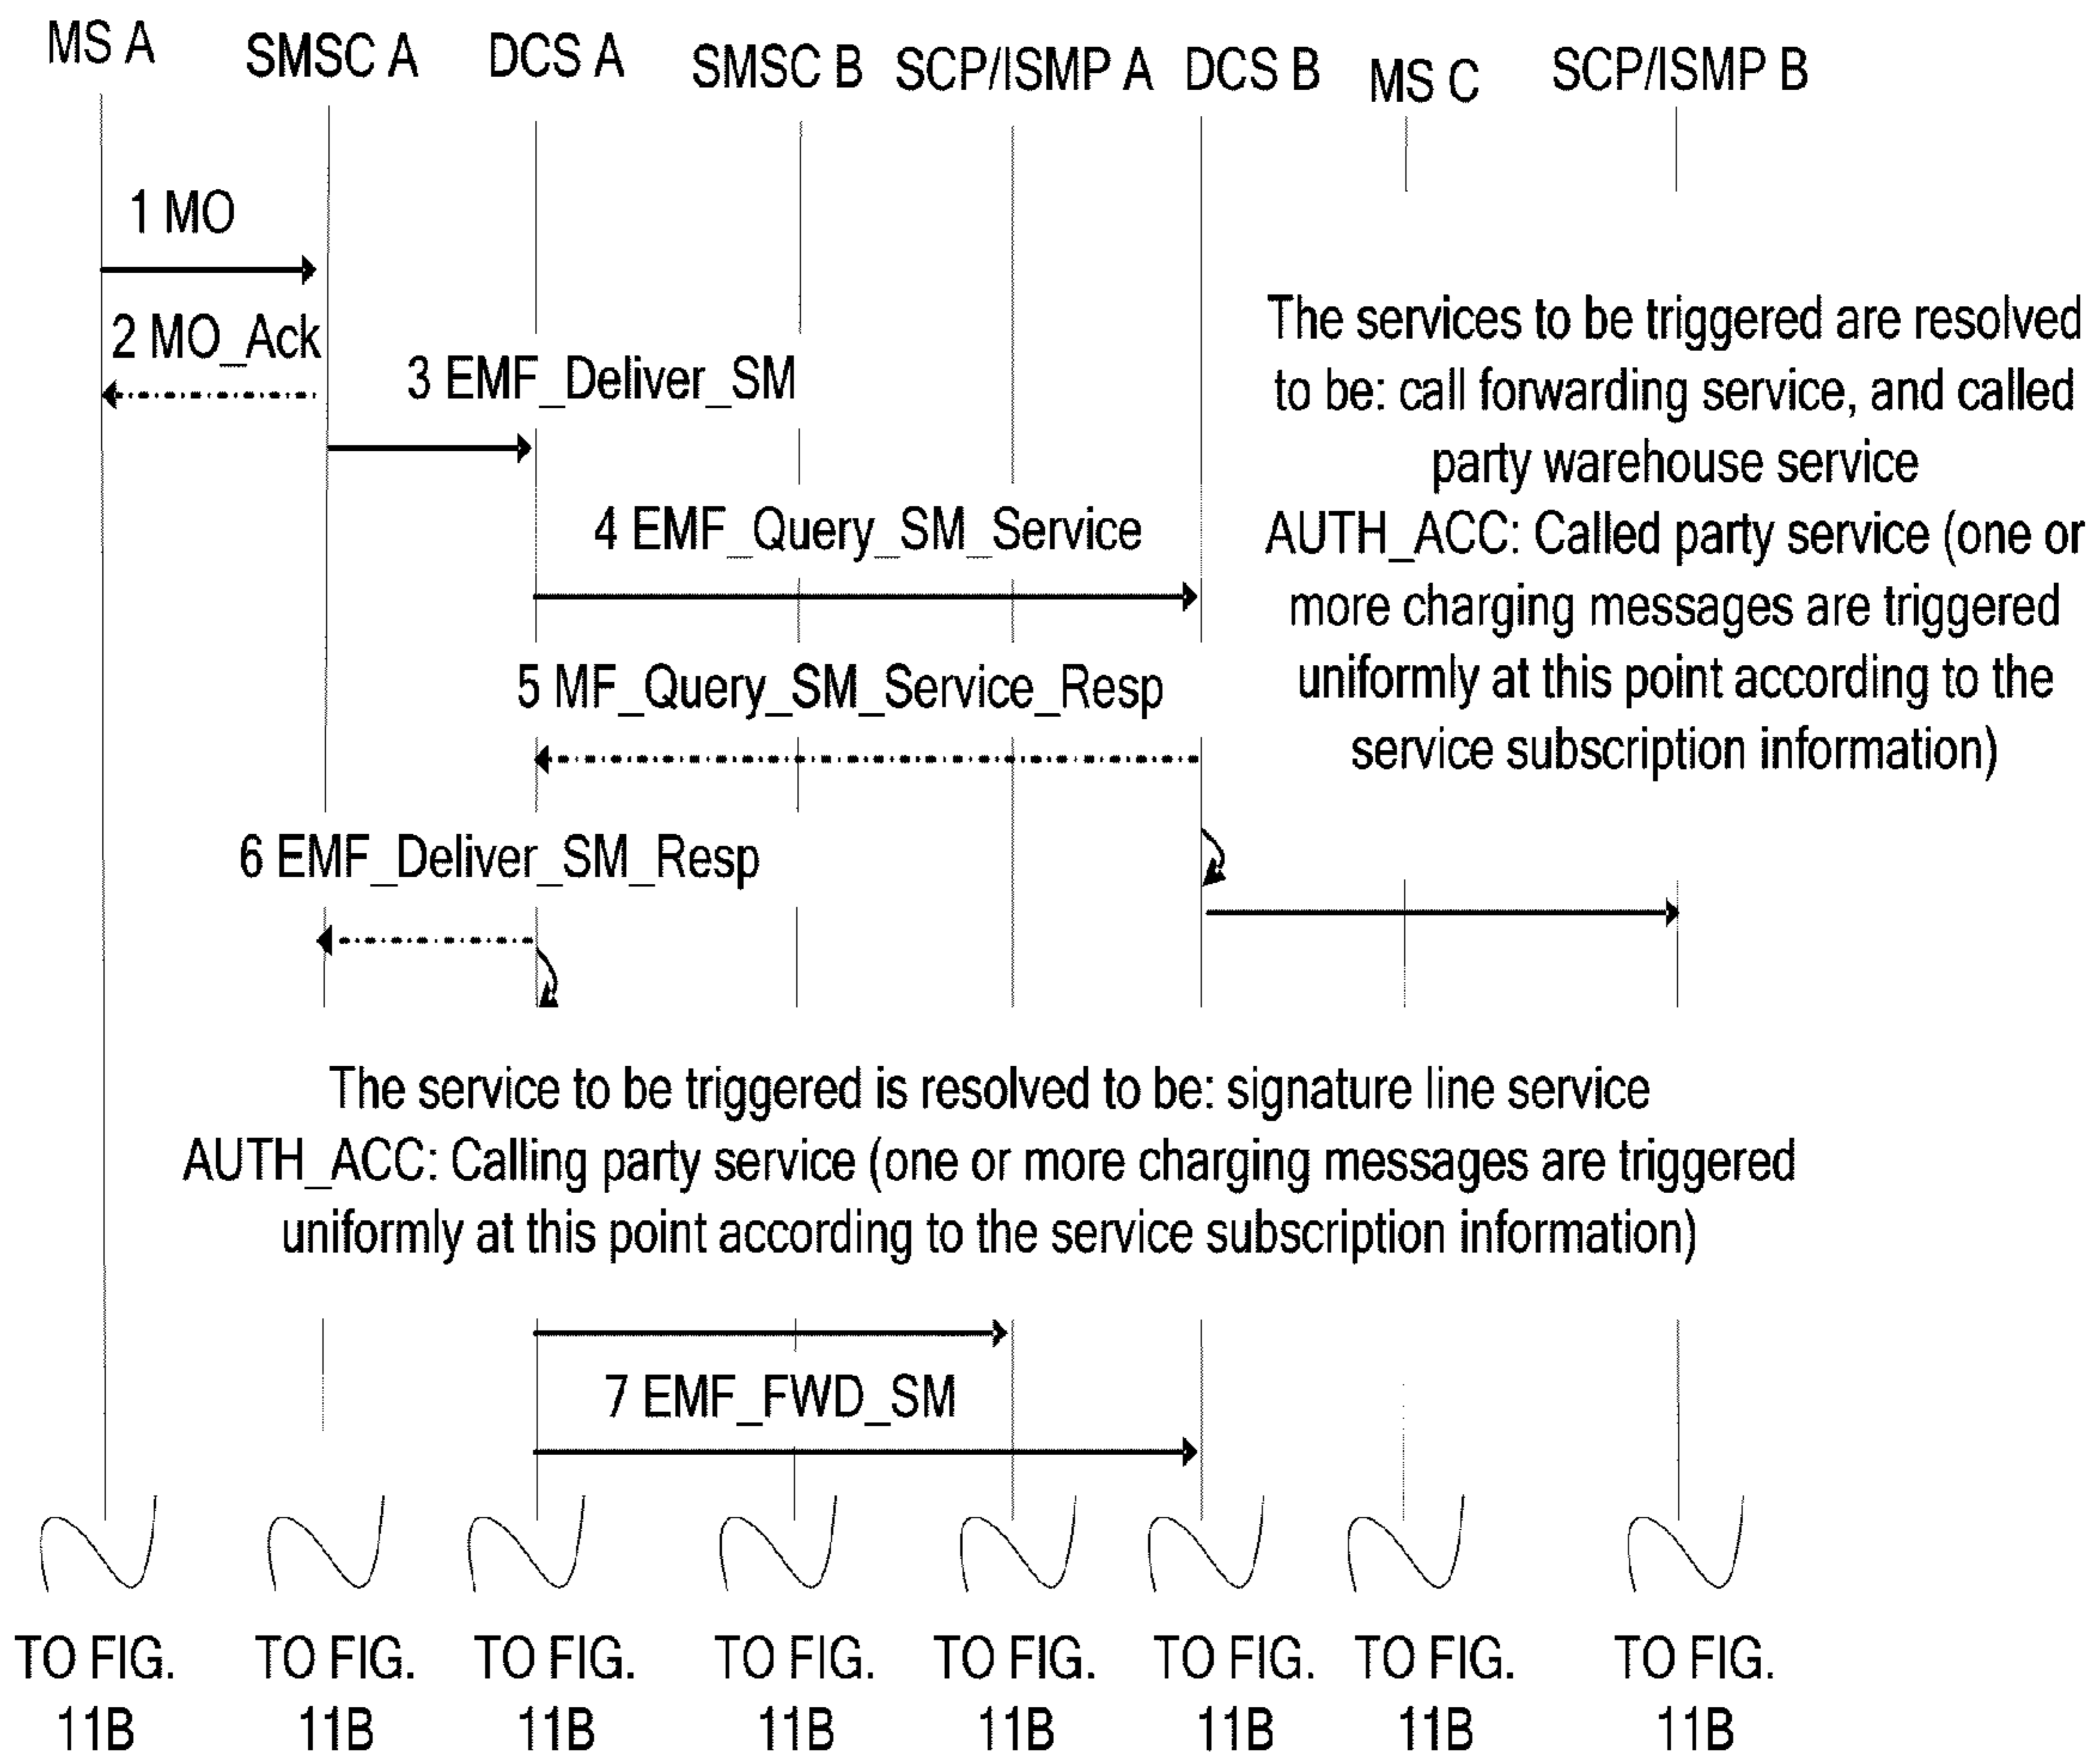 MS A
SMSC A
DCS A
SMSC B
SCP/ISMP A
DCS B
MS C
SCP/ISMP B
1 MO
2 MO_Ack
3 EMF_Deliver_SM
4 EMF_Query_SM_Service
5 MF_Query_SM_Service_Resp
6 EMF_Deliver_SM_Resp
The services to be triggered are resolved
to be: call forwarding service, and called
party warehouse service
AUTH_ACC: Called party service (one or
more charging messages are triggered
uniformly at this point according to the
service subscription information)
The service to be triggered is resolved to be: signature line service
AUTH_ACC: Calling party service (one or more charging messages are triggered
uniformly at this point according to the service subscription information)
7 EMF_FWD_SM
TO FIG.
11B
TO FIG.
11B
TO FIG.
11B
TO FIG.
11B
TO FIG.
11B
TO FIG.
11B
TO FIG.
11B
TO FIG.
11B